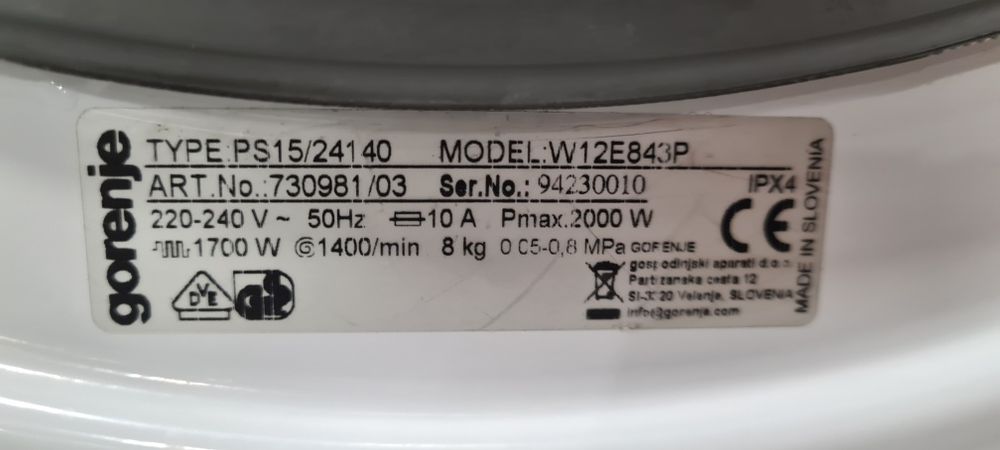 gorenje
TYPE:PS15/24140 MODEL:W12E843P
ART.No.:730981/03 Ser.No.: 94230010 IPX4
220-240 V ~ 50Hz 10 A Pmax.2000 W CE
1700 W 1400/min 8 kg 0,05-0,8 MPa GORENJE
gospodinjski aparati d.o.o.
Partizanska cesta 12
Velenje, SLOVENIA
info@gorenje.com
DVE GS
MADE IN SLOVENIA